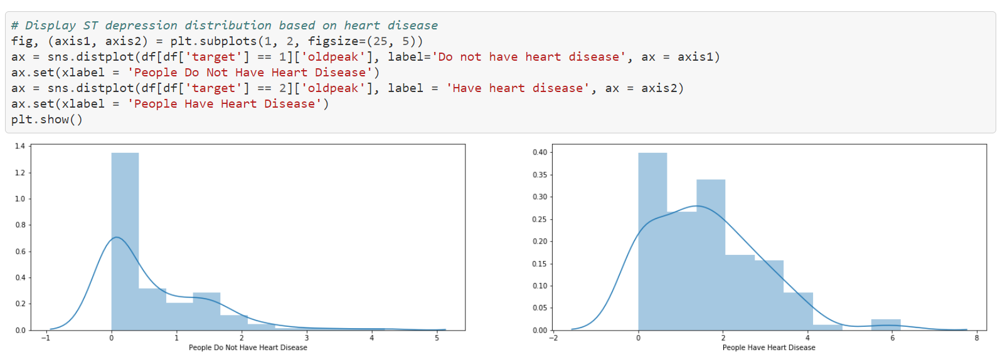 # Display ST depression distribution based on heart disease
fig, (axis1, axis2) = plt.subplots(1, 2, figsize=(25, 5))
ax = sns.distplot(df[df['target'] == 1]['oldpeak'], label='Do not have heart disease', ax = axis1)
ax.set(xlabel = 'People Do Not Have Heart Disease')
ax = sns.distplot(df[df['target'] == 2]['oldpeak'], label = 'Have heart disease', ax = axis2)
ax.set(xlabel = 'People Have Heart Disease')
plt.show()
1.4
1.2
1.0
0.8
0.6
0.4
0.2
0.0
−1 0 1 2 3 4 5
People Do Not Have Heart Disease
0.40
0.35
0.30
0.25
0.20
0.15
0.10
0.05
0.00
−2 0 2 4 6 8
People Have Heart Disease